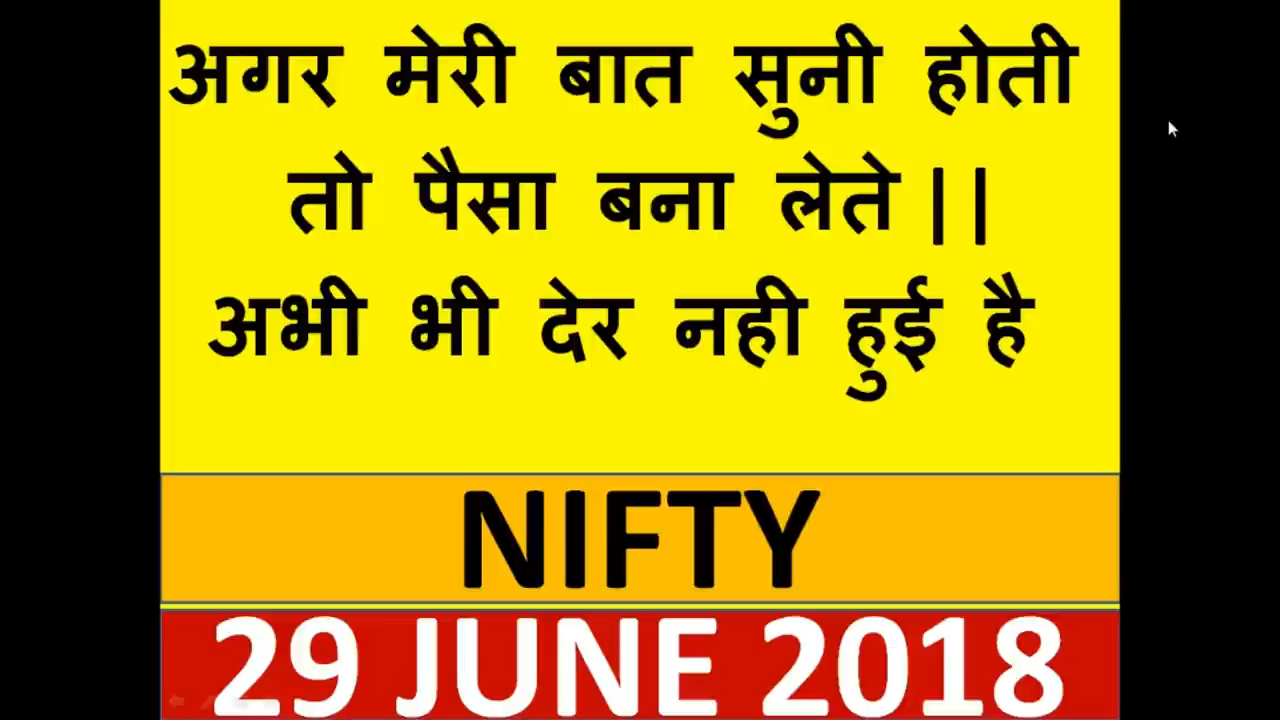 अगर मेरी बात सुनी होती
तो पैसा बना लेते||
अभी भी देर नही हुई है
NIFTY
29 JUNE 2018